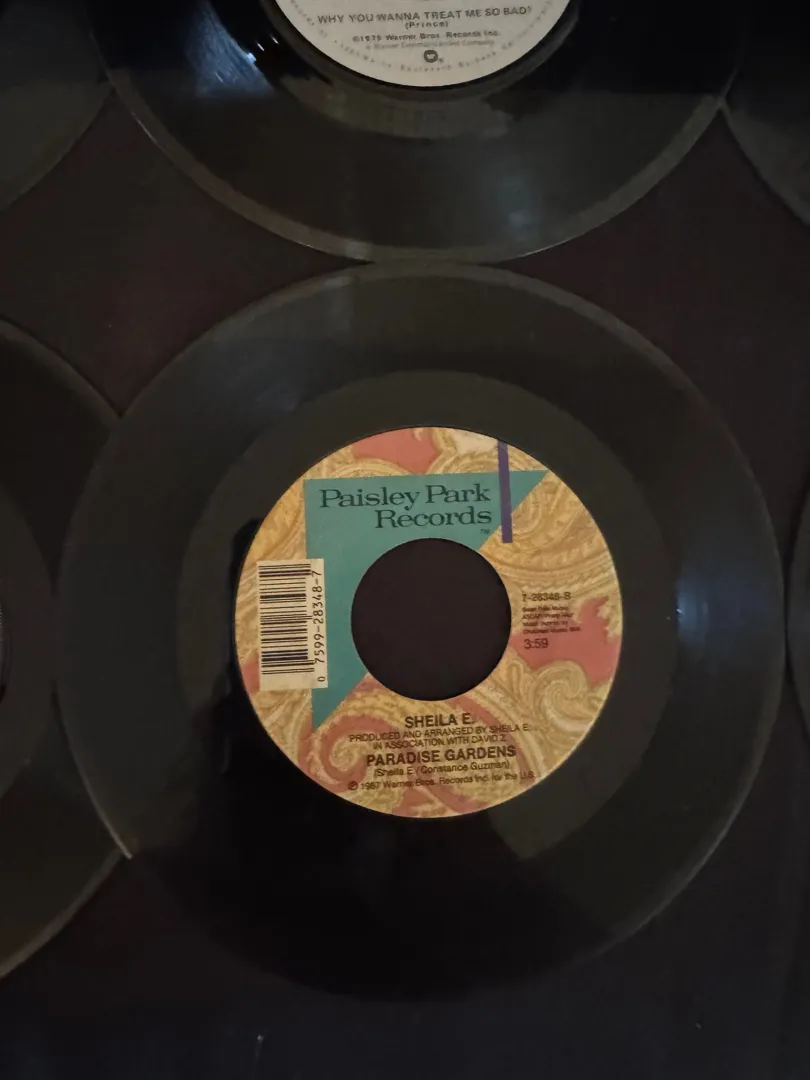 WHY YOU WANNA TREAT ME SO BAD?
(Prince)
Warner Bros. Records Inc.
Paisley Park
Records
TM
0 7599-28348-7
7-28348-B
3:59
SHEILA E.
PRODUCED AND ARRANGED BY SHEILA E.
IN ASSOCIATION WITH DAVID Z.
PARADISE GARDENS
(Sheila E./Constance Guzman)
℗ 1987 Warner Bros. Records Inc. for the U.S.